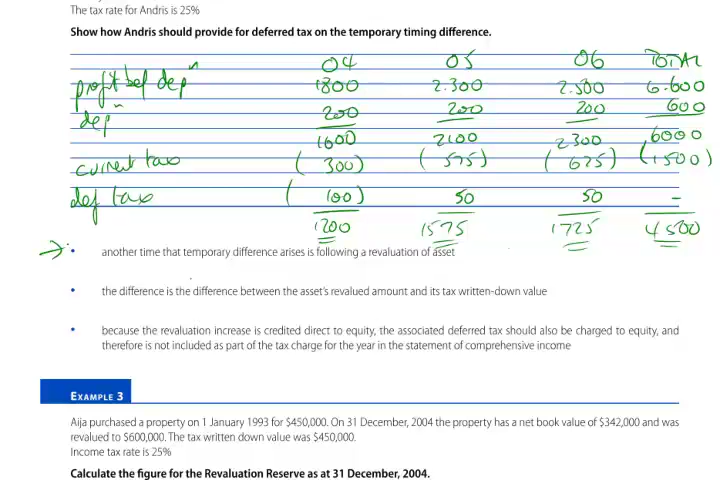 The tax rate for Andris is 25%
Show how Andris should provide for deferred tax on the temporary timing difference.
04 05 06 TOTAL
profit bef depⁿ 1800 2.300 2.500 6.600
depⁿ 200 200 200 600
1600 2100 2300 6000
current tax (300) (575) (625) (1500)
def tax (100) 50 50 -
1200 1575 1725 4500
→ • another time that temporary difference arises is following a revaluation of asset
• the difference is the difference between the asset's revalued amount and its tax written-down value
• because the revaluation increase is credited direct to equity, the associated deferred tax should also be charged to equity, and
therefore is not included as part of the tax charge for the year in the statement of comprehensive income
EXAMPLE 3
Aija purchased a property on 1 January 1993 for $450,000. On 31 December, 2004 the property has a net book value of $342,000 and was
revalued to $600,000. The tax written down value was $450,000.
Income tax rate is 25%
Calculate the figure for the Revaluation Reserve as at 31 December, 2004.